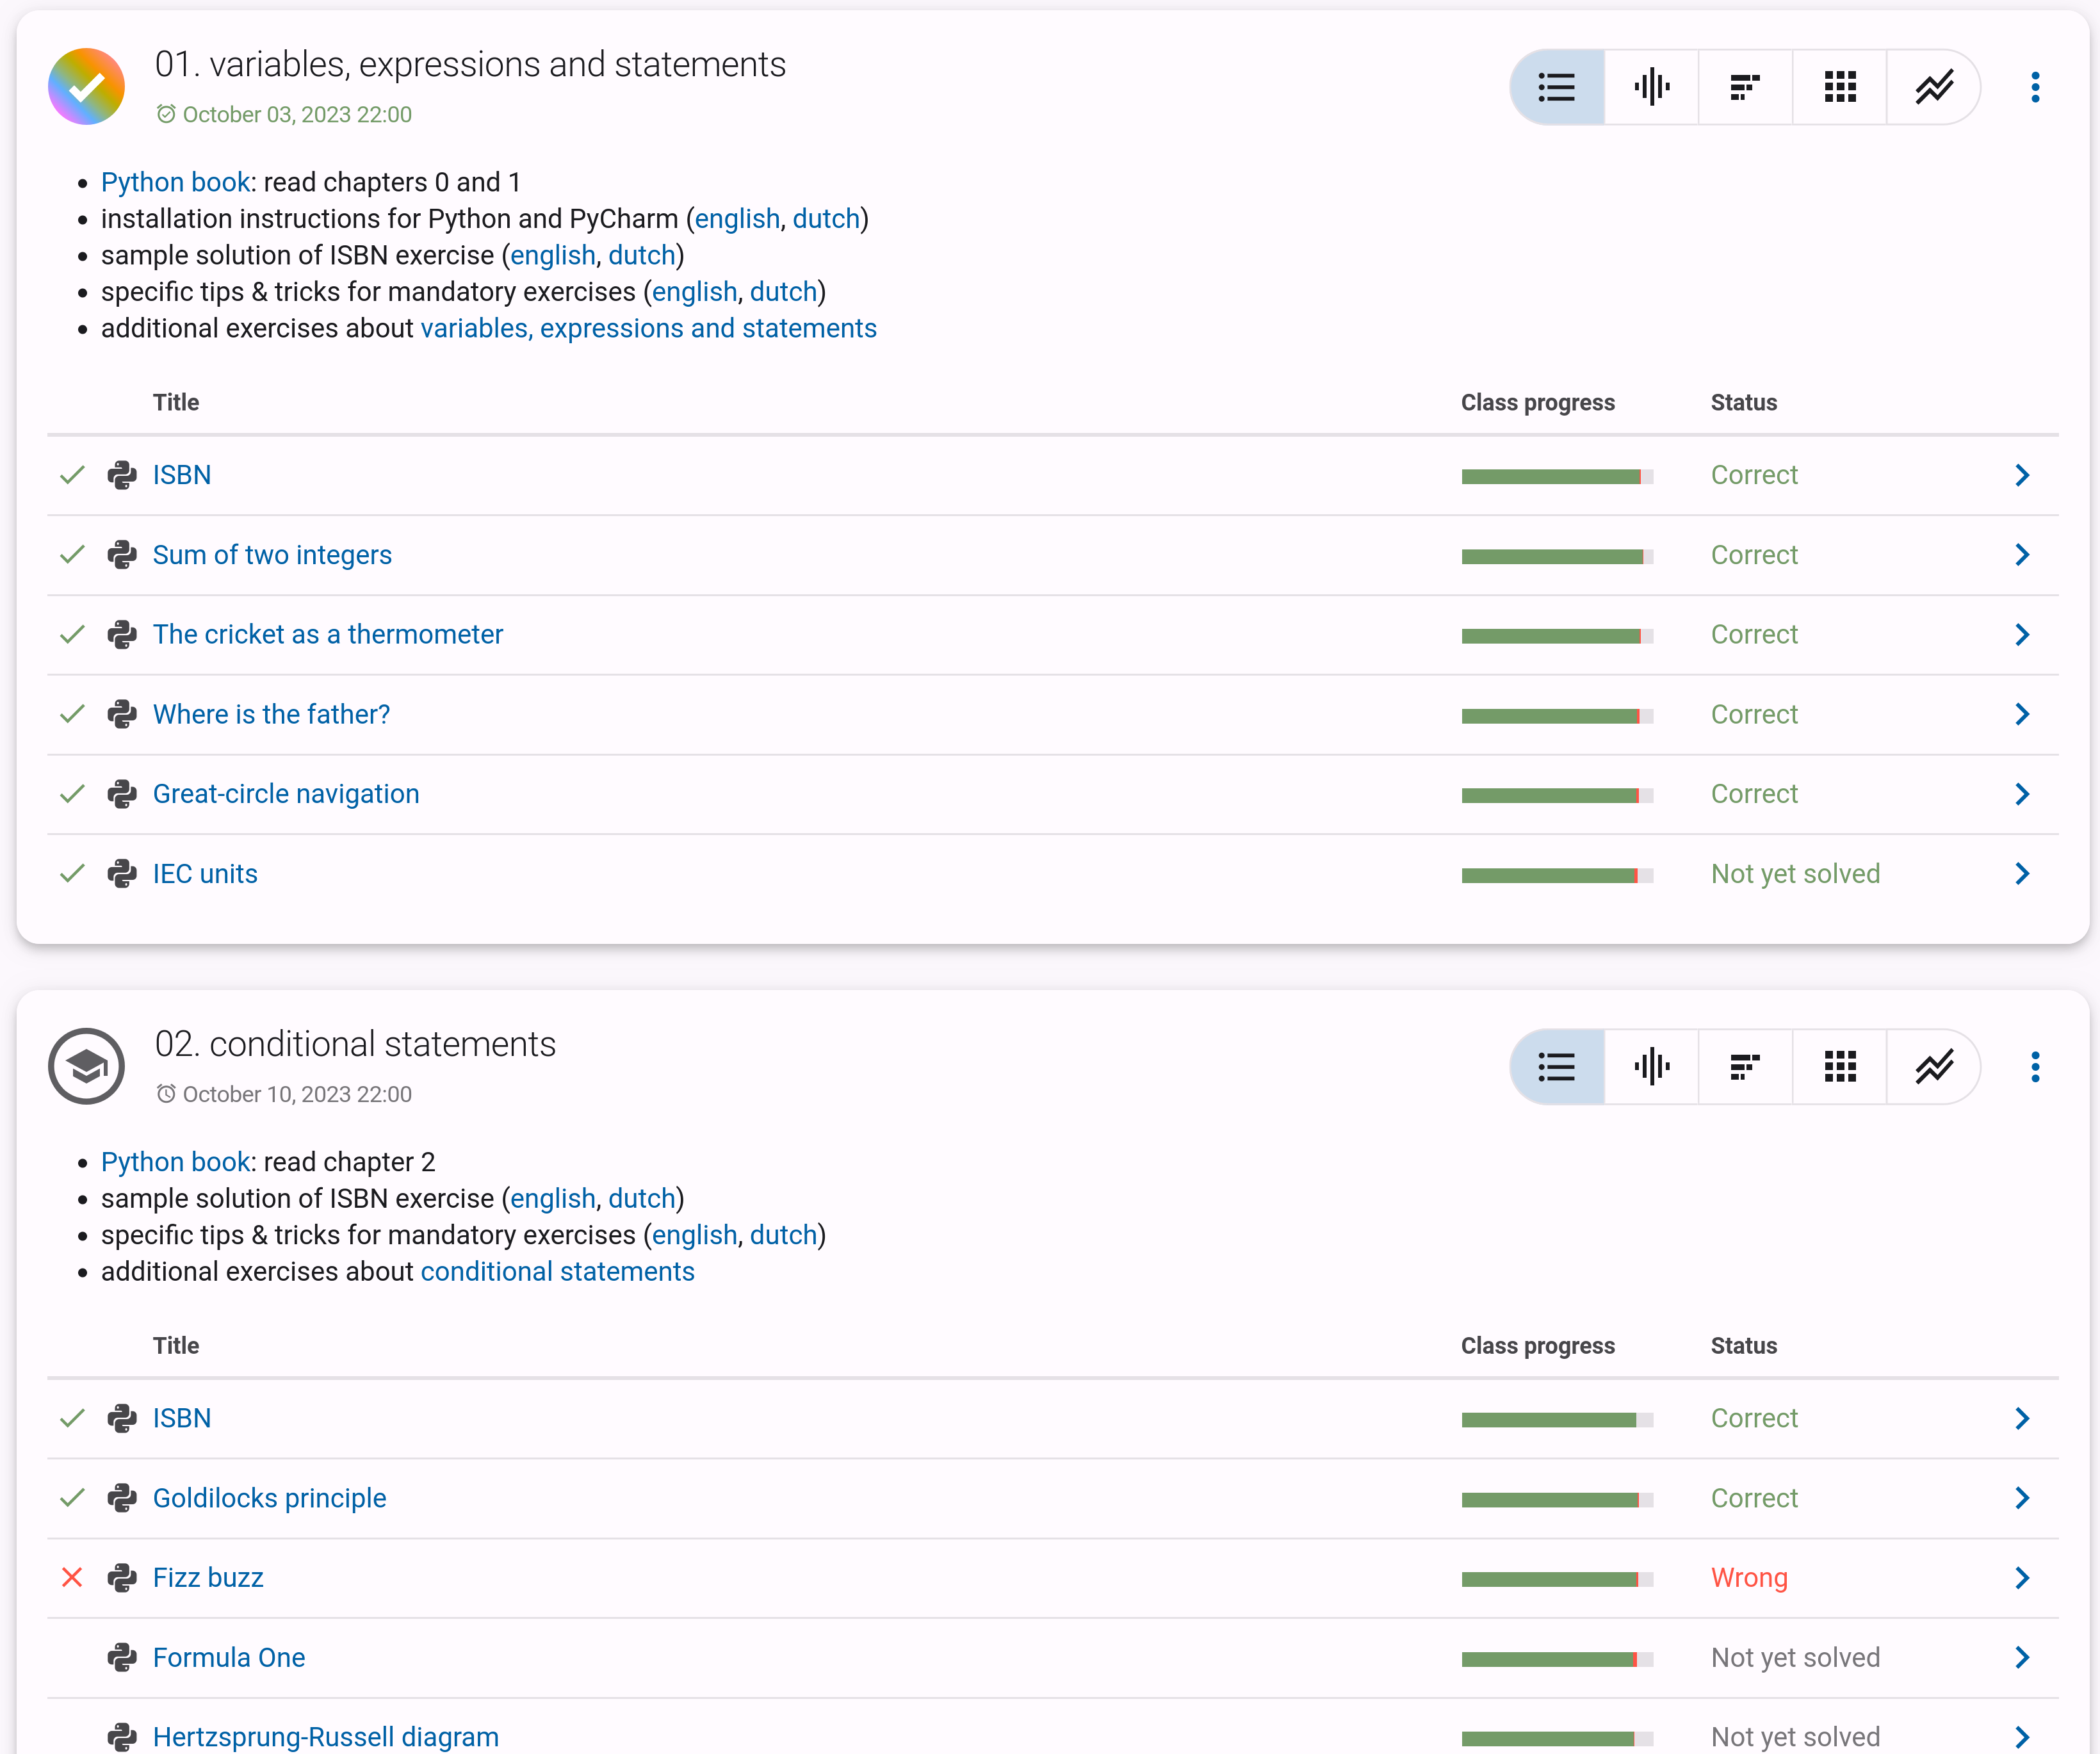 01. variables, expressions and statements
October 03, 2023 22:00
Python book: read chapters 0 and 1
installation instructions for Python and PyCharm (english, dutch)
sample solution of ISBN exercise (english, dutch)
specific tips & tricks for mandatory exercises (english, dutch)
additional exercises about variables, expressions and statements
Title Class progress Status
ISBN Correct
Sum of two integers Correct
The cricket as a thermometer Correct
Where is the father? Correct
Great-circle navigation Correct
IEC units Not yet solved
02. conditional statements
October 10, 2023 22:00
Python book: read chapter 2
sample solution of ISBN exercise (english, dutch)
specific tips & tricks for mandatory exercises (english, dutch)
additional exercises about conditional statements
Title Class progress Status
ISBN Correct
Goldilocks principle Correct
Fizz buzz Wrong
Formula One Not yet solved
Hertzsprung-Russell diagram Not yet solved